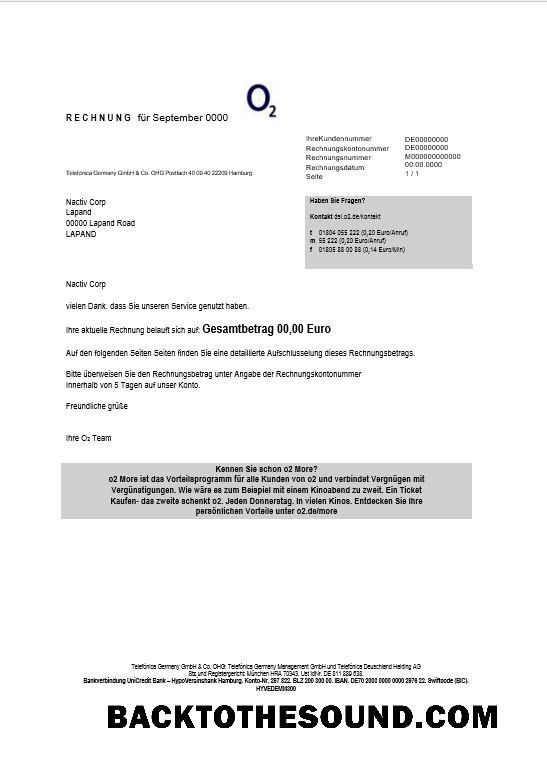 O2
RECHNUNG für September 0000
IhreKundennummer DE00000000
Rechnungskontonummer DE00000000
Rechnungsnummer M000000000000
Rechnungsdatum 00.00.0000
Seite 1 / 1
Telefónica Germany GmbH & Co. OHG Postfach 40 09 40 22209 Hamburg
Nactiv Corp
Lapand
00000 Lapand Road
LAPAND
Haben Sie Fragen?
Kontakt dsl.o2.de/kontakt
t 01804 055 222 (0,20 Euro/Anruf)
m 55 222 (0,20 Euro/Anruf)
f 01805 88 00 88 (0,14 Euro/Min)
Nactiv Corp
vielen Dank. dass Sie unseren Service genutzt haben.
Ihre aktuelle Rechnung belauft sich auf: Gesamtbetrag 00,00 Euro
Auf den folgenden Seiten Seiten finden Sie eine detaillierte Aufschlusselung dieses Rechnungsbetrags.
Bitte überweisen Sie den Rechnungsbetrag unter Angabe der Rechnungskontonummer
Innerhalb von 5 Tagen auf unser Konto.
Freundliche grüße
Ihre O2 Team
Kennen Sie schon o2 More?
o2 More ist das Vorteilsprogramm für alle Kunden von o2 und verbindet Vergnügen mit
Vergünstigungen. Wie wäre es zum Beispiel mit einem Kinoabend zu zweit. Ein Ticket
Kaufen- das zweite schenkt o2. Jeden Donnerstag. In vielen Kinos. Entdecken Sie Ihre
persönlichen Vorteile unter o2.de/more
Telefónica Germany GmbH & Co. OHG: Telefónica Germany Management GmbH und Telefónica Deuschland Halding AG
Stz und Registergericht: München HRA 70343. Ust IdNr. DE 811 889 638.
Bankverbindung UniCredit Bank – HypoVersinshank Hamburg. Konto-Nr. 297 622. BLZ 200 300 00. IBAN. DE70 2003 0000 0000 2976 22. Swiftoode (BIC).
HYVEDEMM300
BACKTOTHESOUND.COM